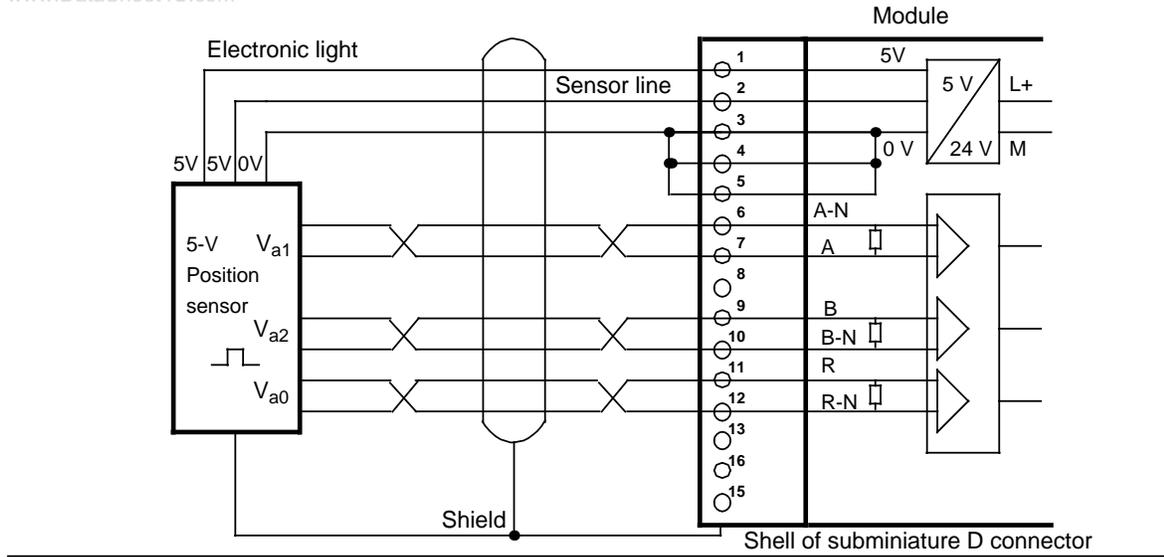 Module
Electronic light
Sensor line
1
5V
2
5 V
L+
3
4
0 V
24 V
M
5V 5V 0V
5
6
A-N
5-V
Position
sensor
Va1
7
A
8
9
B
Va2
10
B-N
11
R
Va0
12
R-N
13
16
15
Shield
Shell of subminiature D connector